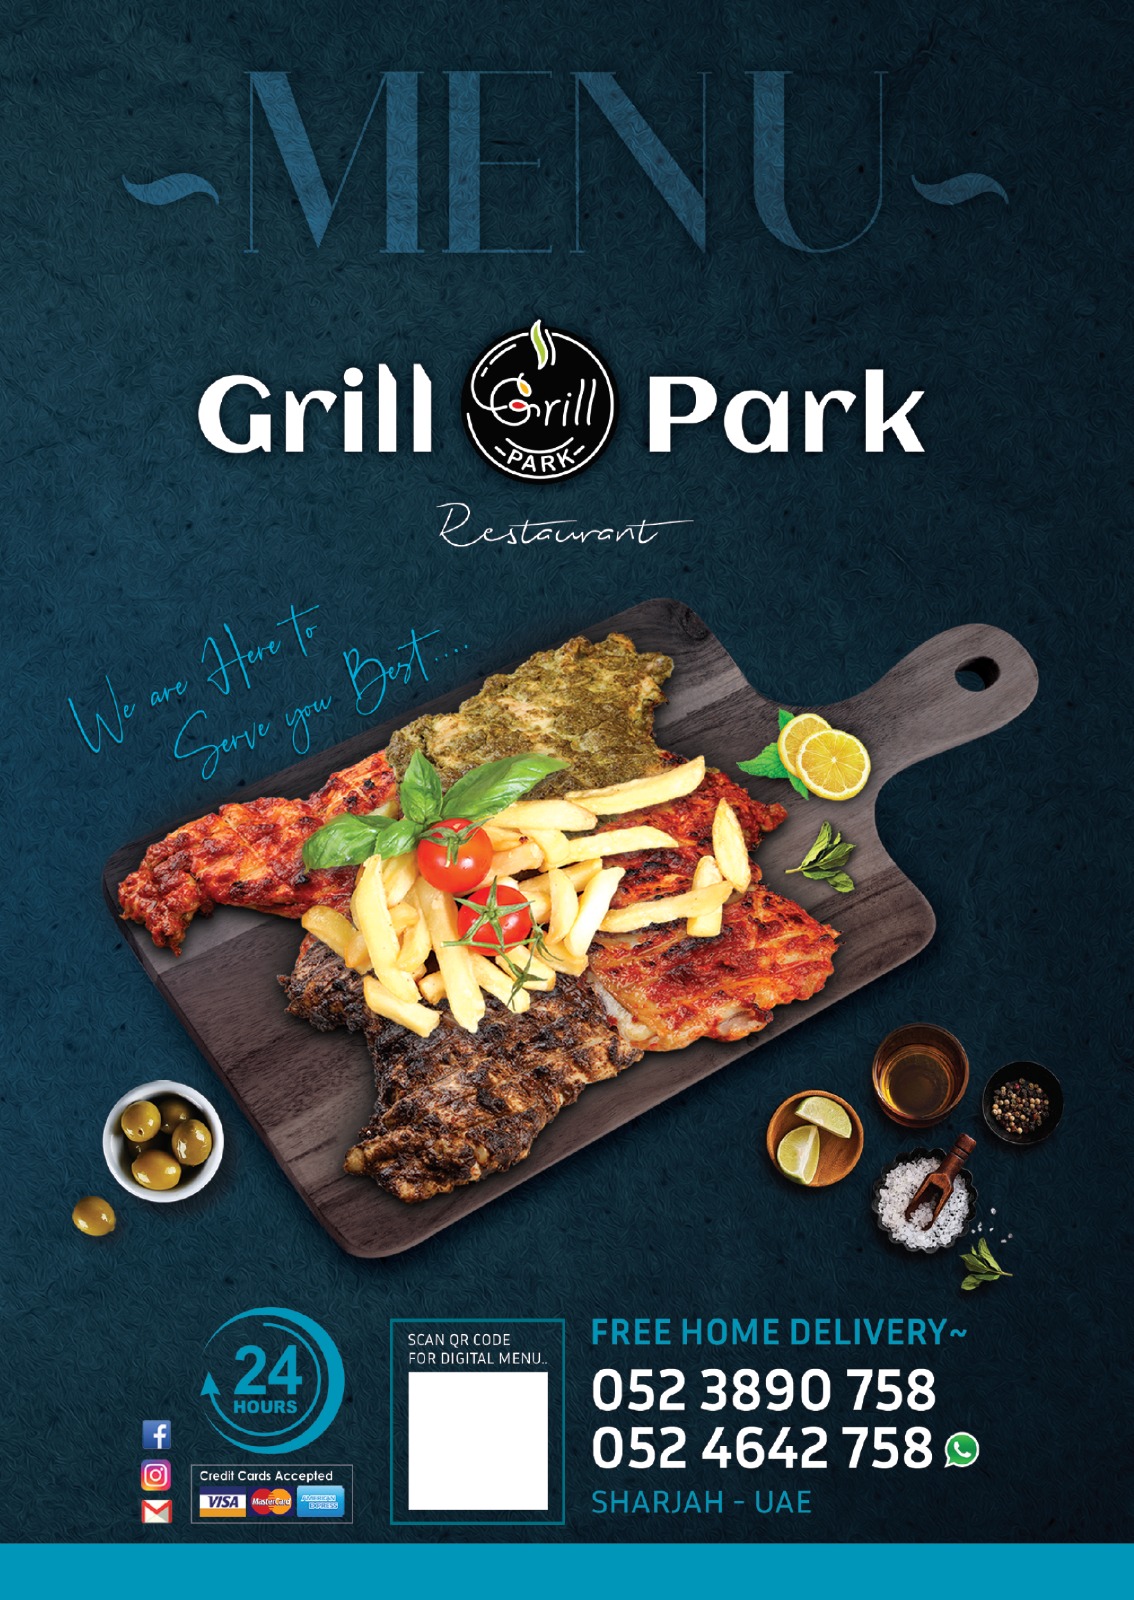 ~MENU~
Grill Park
Grill
-PARK-
Restaurant
We are Here to
Serve you Best....
24
HOURS
Credit Cards Accepted
VISA
MasterCard
AMERICAN
EXPRESS
SCAN QR CODE
FOR DIGITAL MENU..
FREE HOME DELIVERY~
052 3890 758
052 4642 758
SHARJAH - UAE